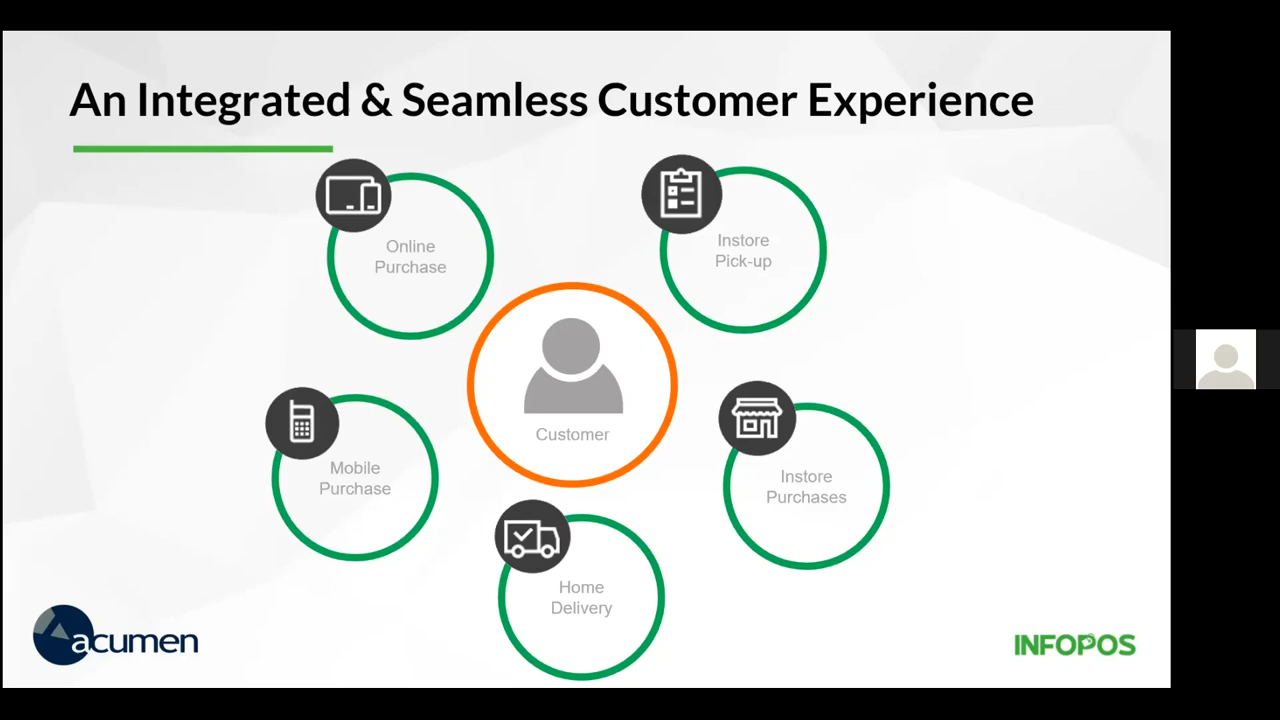 An Integrated & Seamless Customer Experience
Online
Purchase
Instore
Pick-up
Customer
Mobile
Purchase
Instore
Purchases
Home
Delivery
acumen
INFOPOS